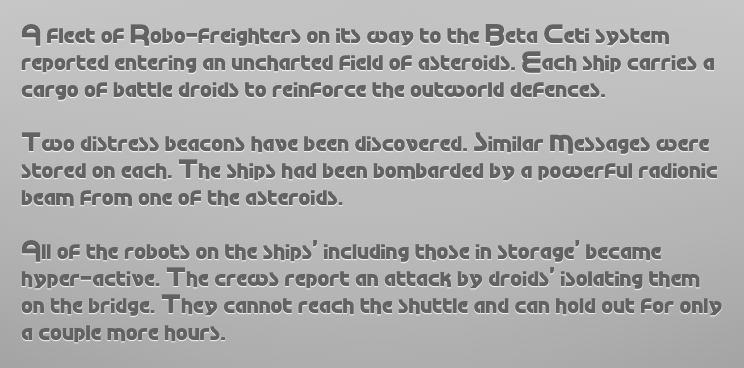 A fleet of Robo-freighters on its way to the Beta Ceti system
reported entering an uncharted field of asteroids. Each ship carries a
cargo of battle droids to reinforce the outworld defences.
Two distress beacons have been discovered. Similar Messages were
stored on each. The ships had been bombarded by a powerful radionic
beam from one of the asteroids.
All of the robots on the ships' including those in storage' became
hyper-active. The crews report an attack by droids' isolating them
on the bridge. They cannot reach the shuttle and can hold out for only
a couple more hours.